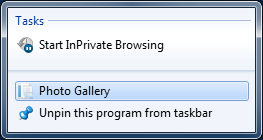 Tasks
Start InPrivate Browsing
Photo Gallery
Unpin this program from taskbar